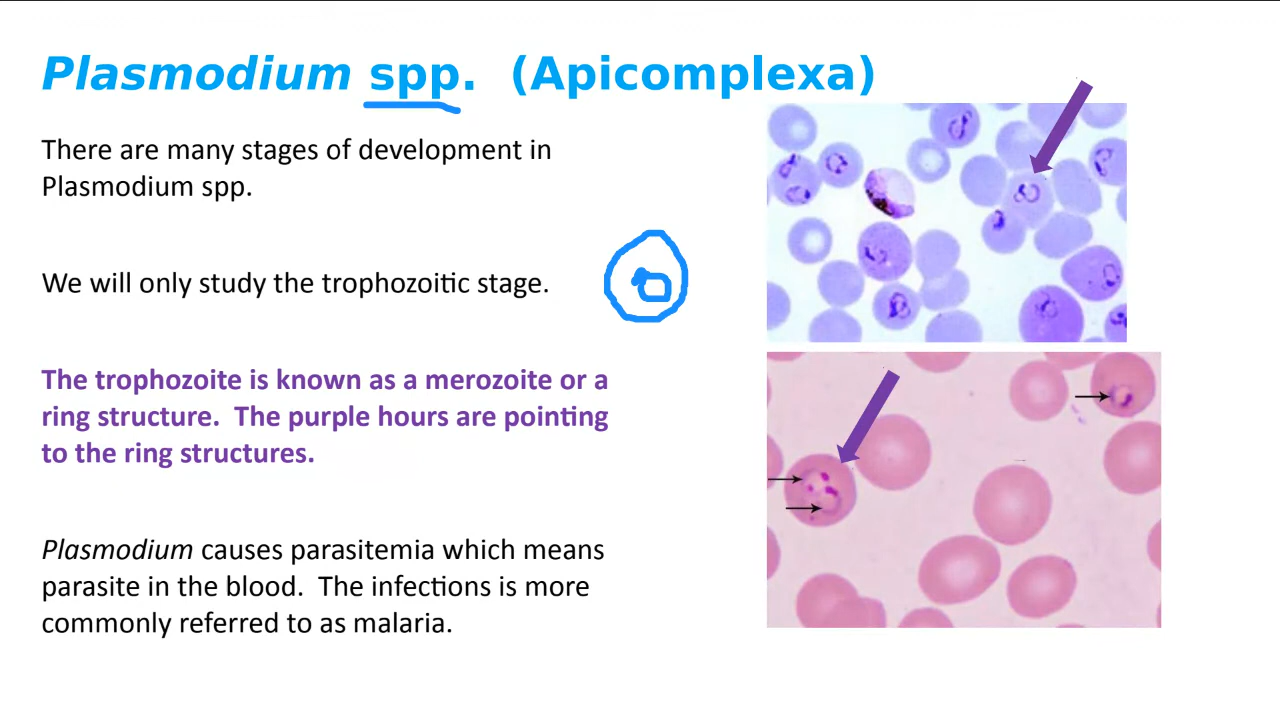 Plasmodium spp.  (Apicomplexa)
There are many stages of development in
Plasmodium spp.
We will only study the trophozoitic stage.
The trophozoite is known as a merozoite or a
ring structure.  The purple hours are pointing
to the ring structures.
Plasmodium causes parasitemia which means
parasite in the blood.  The infections is more
commonly referred to as malaria.